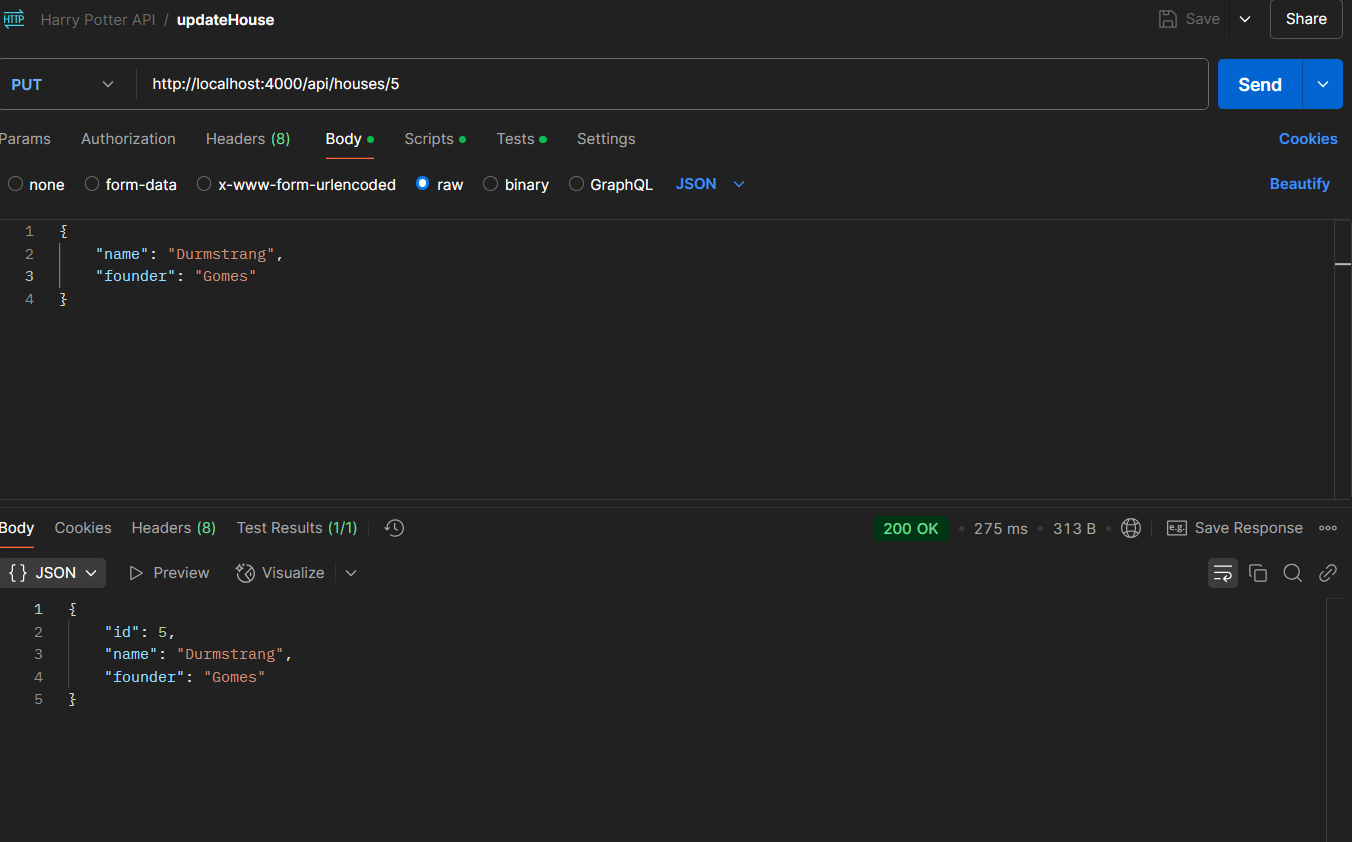 HTTP Harry Potter API / updateHouse Save Share
PUT http://localhost:4000/api/houses/5 Send
Params Authorization Headers (8) Body Scripts Tests Settings Cookies
none form-data x-www-form-urlencoded raw binary GraphQL JSON Beautify
1 {
2 "name": "Durmstrang",
3 "founder": "Gomes"
4 }
Body Cookies Headers (8) Test Results (1/1) 200 OK • 275 ms • 313 B • e.g. Save Response
{} JSON Preview Visualize
1 {
2 "id": 5,
3 "name": "Durmstrang",
4 "founder": "Gomes"
5 }